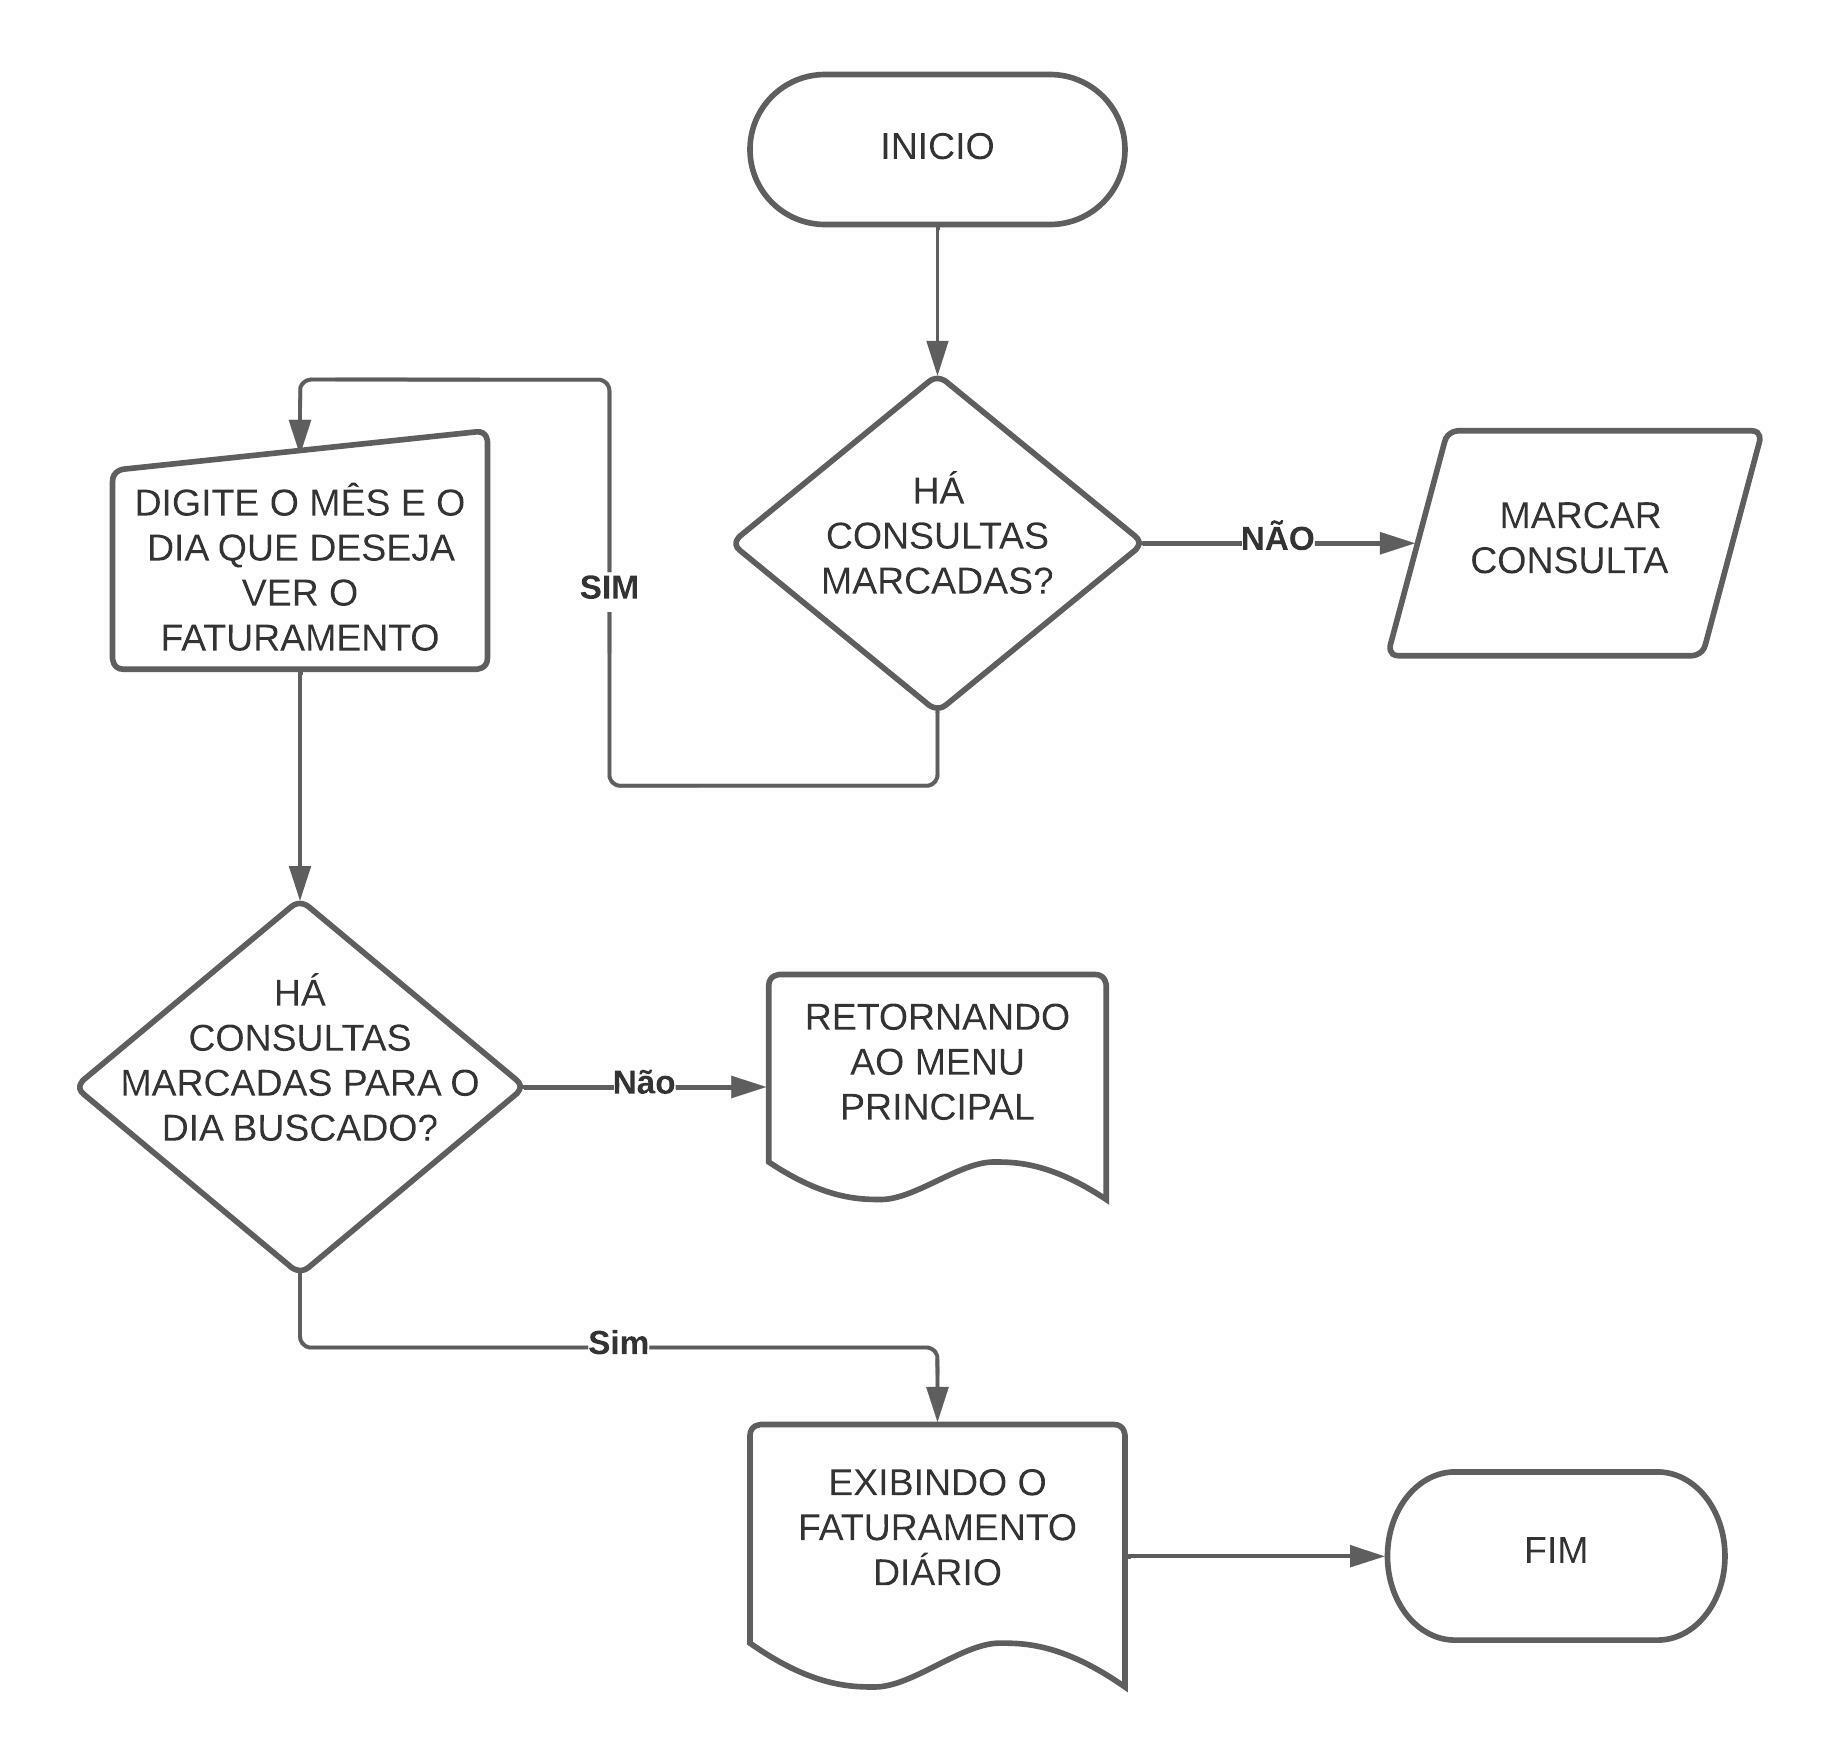 INICIO
HÁ
CONSULTAS
MARCADAS?
NÃO
MARCAR
CONSULTA
SIM
DIGITE O MÊS E O
DIA QUE DESEJA
VER O
FATURAMENTO
HÁ
CONSULTAS
MARCADAS PARA O
DIA BUSCADO?
Não
RETORNANDO
AO MENU
PRINCIPAL
Sim
EXIBINDO O
FATURAMENTO
DIÁRIO
FIM